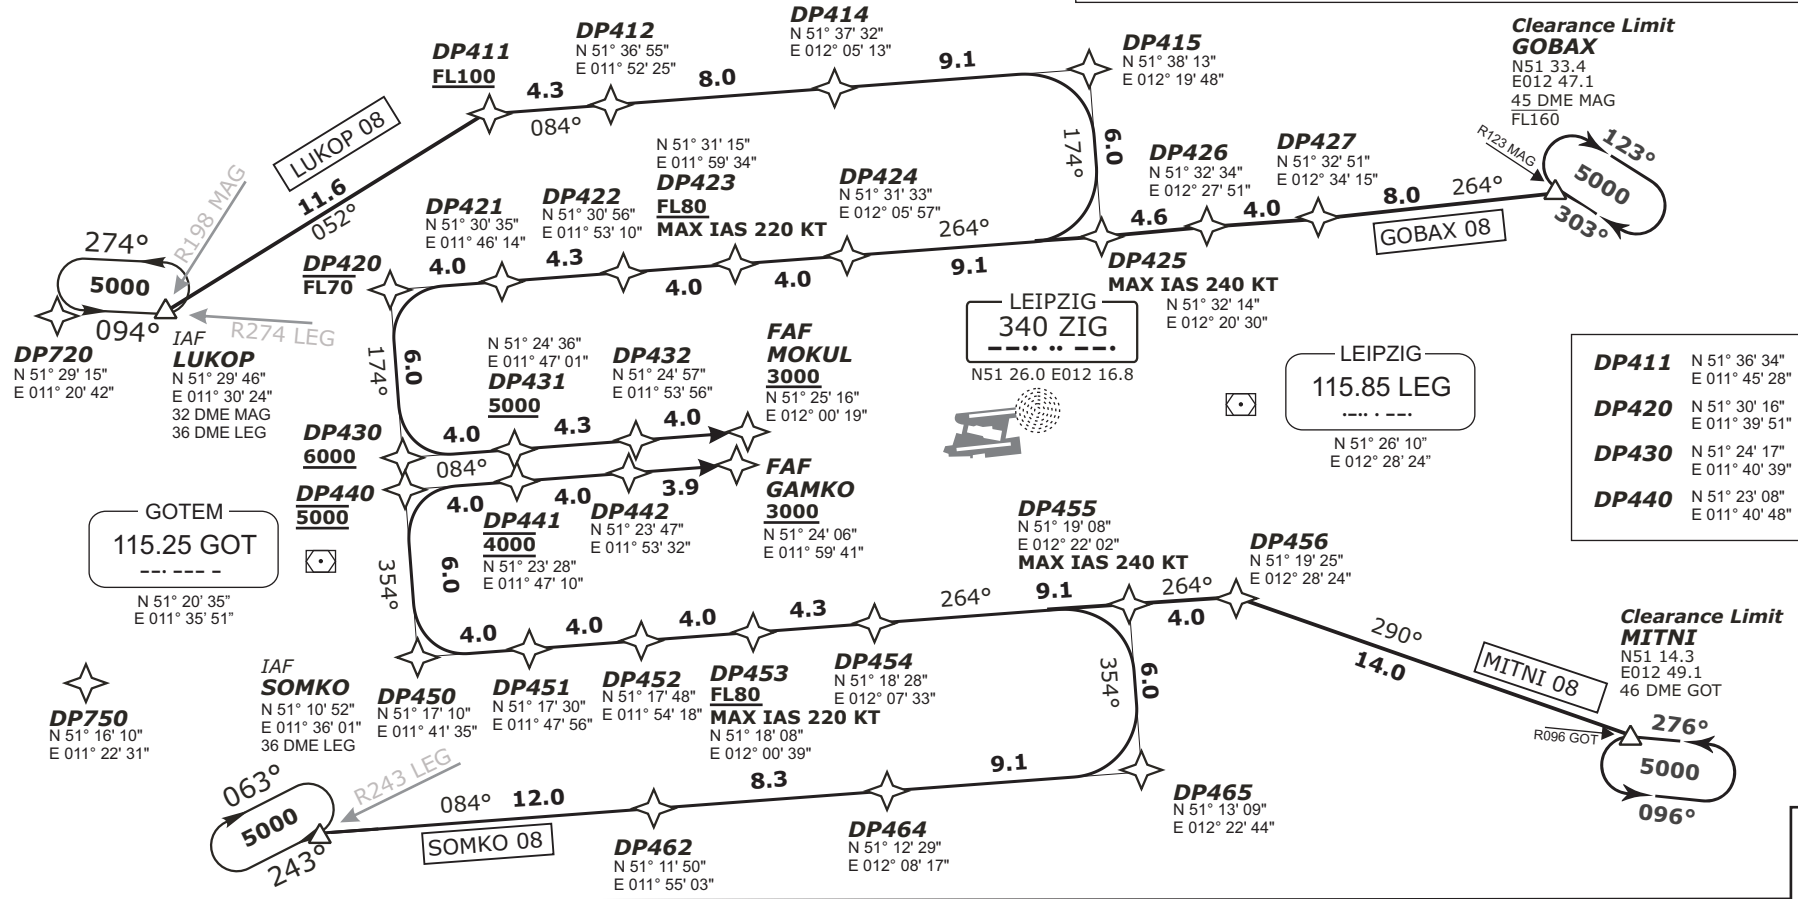 DP411
FL100
DP412
N 51° 36' 55"
E 011° 52' 25"
DP414
N 51° 37' 32"
E 012° 05' 13"
DP415
N 51° 38' 13"
E 012° 19' 48"
Clearance Limit
GOBAX
N51 33.4
E012 47.1
45 DME MAG
FL160
4.3
8.0
9.1
084°
LUKOP 08
11.6
052°
R198 MAG
174°
6.0
R123 MAG
123°
5000
303°
N 51° 31' 15"
E 011° 59' 34"
DP423
FL80
MAX IAS 220 KT
DP424
N 51° 31' 33"
E 012° 05' 57"
DP426
N 51° 32' 34"
E 012° 27' 51"
DP427
N 51° 32' 51"
E 012° 34' 15"
DP421
N 51° 30' 35"
E 011° 46' 14"
DP422
N 51° 30' 56"
E 011° 53' 10"
DP420
FL70
4.0
4.3
4.0
4.0
264°
9.1
4.6
4.0
8.0
264°
GOBAX 08
DP425
MAX IAS 240 KT
N 51° 32' 14"
E 012° 20' 30"
274°
5000
094°
R274 LEG
DP720
N 51° 29' 15"
E 011° 20' 42"
IAF
LUKOP
N 51° 29' 46"
E 011° 30' 24"
32 DME MAG
36 DME LEG
174°
6.0
N 51° 24' 36"
E 011° 47' 01"
DP431
5000
DP432
N 51° 24' 57"
E 011° 53' 56"
FAF
MOKUL
3000
N 51° 25' 16"
E 012° 00' 19"
LEIPZIG
340 ZIG
N51 26.0 E012 16.8
LEIPZIG
115.85 LEG
N 51° 26' 10"
E 012° 28' 24"
DP411 N 51° 36' 34"
E 011° 45' 28"
DP420 N 51° 30' 16"
E 011° 39' 51"
DP430 N 51° 24' 17"
E 011° 40' 39"
DP440 N 51° 23' 08"
E 011° 40' 48"
DP430
6000
4.0
4.3
4.0
084°
DP440
5000
4.0
4.0
3.9
DP441
4000
N 51° 23' 28"
E 011° 47' 10"
DP442
N 51° 23' 47"
E 011° 53' 32"
FAF
GAMKO
3000
N 51° 24' 06"
E 011° 59' 41"
GOTEM
115.25 GOT
N 51° 20' 35"
E 011° 35' 51"
354°
6.0
DP455
N 51° 19' 08"
E 012° 22' 02"
MAX IAS 240 KT
DP456
N 51° 19' 25"
E 012° 28' 24"
4.0
4.0
4.0
4.3
264°
9.1
264°
4.0
290°
14.0
MITNI 08
Clearance Limit
MITNI
N51 14.3
E012 49.1
46 DME GOT
R096 GOT
276°
5000
096°
DP750
N 51° 16' 10"
E 011° 22' 31"
IAF
SOMKO
N 51° 10' 52"
E 011° 36' 01"
36 DME LEG
DP450
N 51° 17' 10"
E 011° 41' 35"
DP451
N 51° 17' 30"
E 011° 47' 56"
DP452
N 51° 17' 48"
E 011° 54' 18"
DP453
FL80
MAX IAS 220 KT
N 51° 18' 08"
E 012° 00' 39"
DP454
N 51° 18' 28"
E 012° 07' 33"
354°
6.0
063°
5000
243°
R243 LEG
084°
12.0
8.3
9.1
SOMKO 08
DP462
N 51° 11' 50"
E 011° 55' 03"
DP464
N 51° 12' 29"
E 012° 08' 17"
DP465
N 51° 13' 09"
E 012° 22' 44"